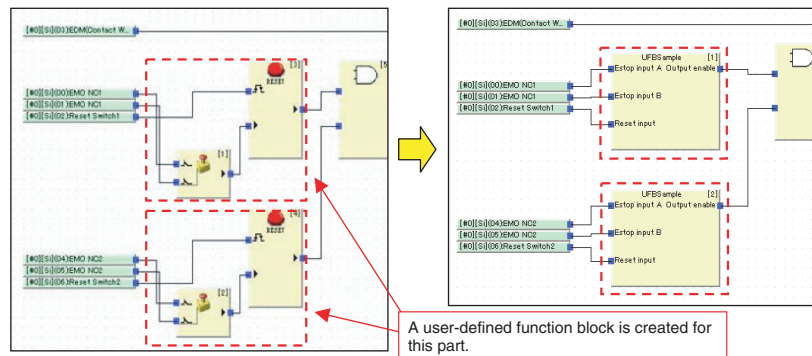 [#0][Si](03):EDM(Contact W...
[3]
RESET
[5
[#0][Si](00):EMO NC1
[#0][Si](01):EMO NC1
[#0][Si](02):Reset Switch1
[1]
[4]
RESET
[#0][Si](04):EMO NC2
[#0][Si](05):EMO NC2
[#0][Si](06):Reset Switch2
[2]
[#0][Si](03):EDM(Contact W...
UFBSample [1]
Estop input A Output enable
Estop input B
Reset input
[#0][Si](00):EMO NC1
[#0][Si](01):EMO NC1
[#0][Si](02):Reset Switch1
UFBSample [2]
Estop input A Output enable
Estop input B
Reset input
[#0][Si](04):EMO NC2
[#0][Si](05):EMO NC2
[#0][Si](06):Reset Switch2
A user-defined function block is created for
this part.